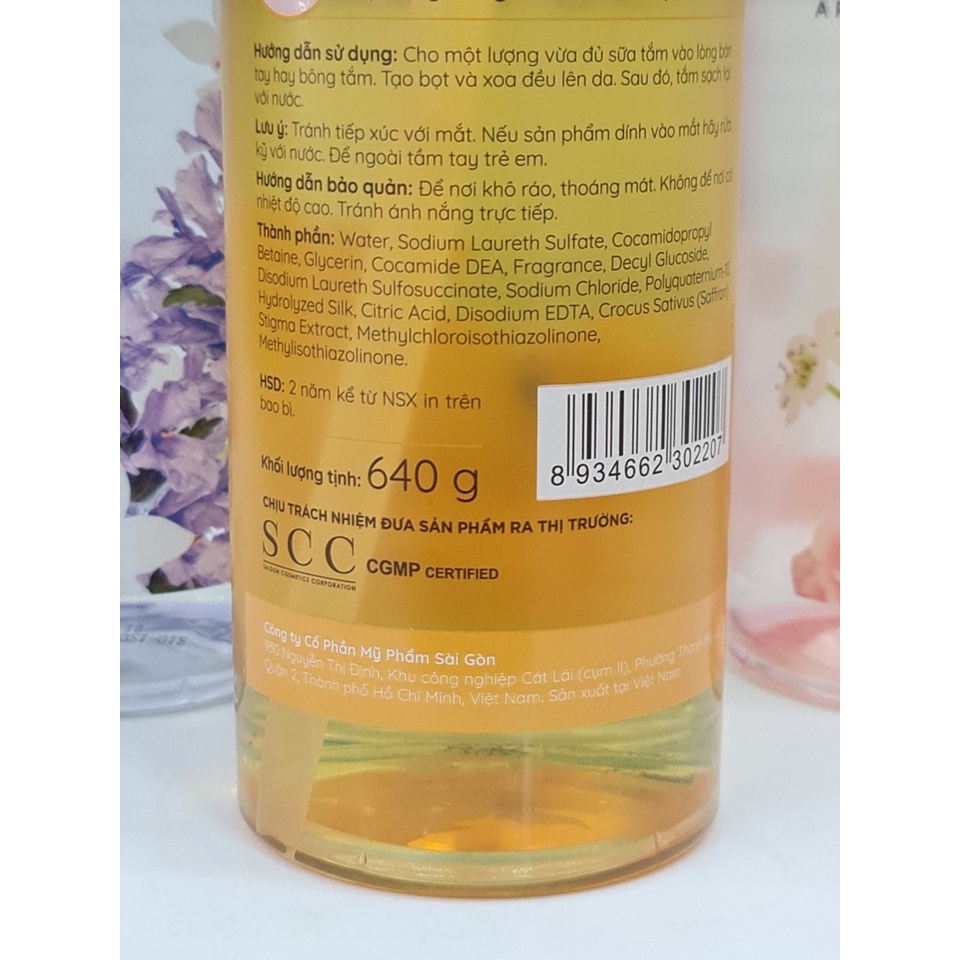 Hướng dẫn sử dụng: Cho một lượng vừa đủ sữa tắm vào lòng bàn
tay hay bông tắm. Tạo bọt và xoa đều lên da. Sau đó, tắm sạch lại
với nước.
Lưu ý: Tránh tiếp xúc với mắt. Nếu sản phẩm dính vào mắt hãy rửa
kỹ với nước. Để ngoài tầm tay trẻ em.
Hướng dẫn bảo quản: Để nơi khô ráo, thoáng mát. Không để nơi có
nhiệt độ cao. Tránh ánh nắng trực tiếp.
Thành phần: Water, Sodium Laureth Sulfate, Cocamidopropyl
Betaine, Glycerin, Cocamide DEA, Fragrance, Decyl Glucoside,
Disodium Laureth Sulfosuccinate, Sodium Chloride, Polyquaternium-10,
Hydrolyzed Silk, Citric Acid, Disodium EDTA, Crocus Sativus (Saffron)
Stigma Extract, Methylchloroisothiazolinone,
Methylisothiazolinone.
HSD: 2 năm kể từ NSX in trên
bao bì.
8 934662 302207
Khối lượng tịnh: 640 g
CHỊU TRÁCH NHIỆM ĐƯA SẢN PHẨM RA THỊ TRƯỜNG:
SCC CGMP CERTIFIED
SAIGON COSMETICS CORPORATION
Công ty Cổ Phần Mỹ Phẩm Sài Gòn
930 Nguyễn Thị Định, Khu công nghiệp Cát Lái (cụm II), Phường Thạnh Mỹ
Quận 2, Thành phố Hồ Chí Minh, Việt Nam. Sản xuất tại Việt Nam